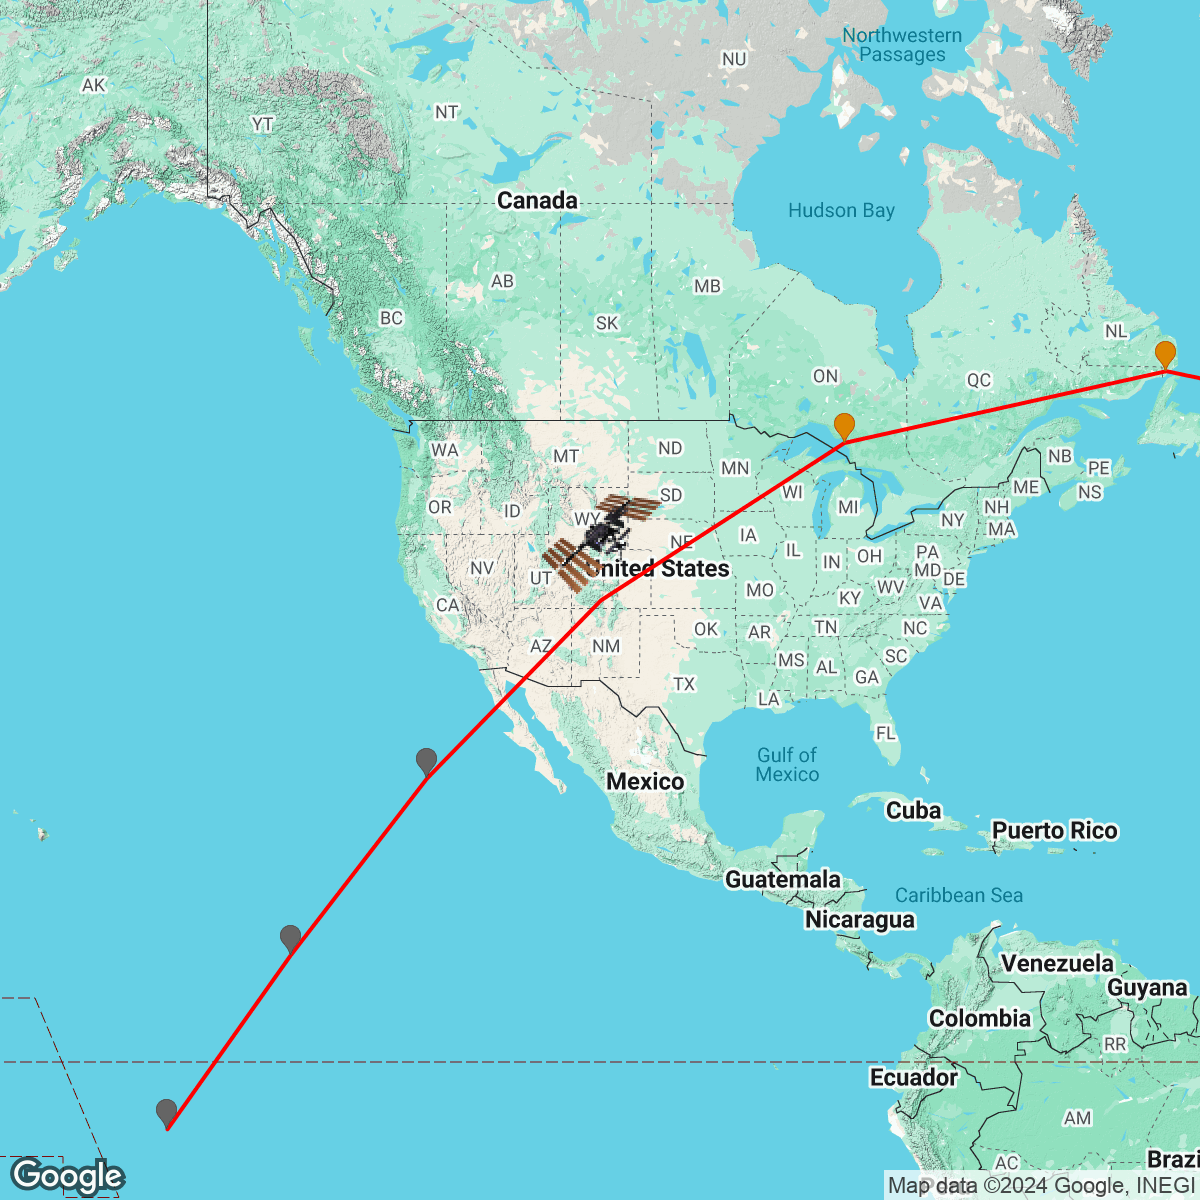 Northwestern
Passages
NU
AK
NT
YT
Canada
Hudson Bay
AB
MB
BC
SK
NL
ON
QC
WA
MT
ND
NB
MN
PE
OR
ID
SD
WI
MI
ME
NS
WY
NH
NY
MA
NE
IA
IL
IN
OH
PA
NV
UT
United States
MD
DE
CA
MO
KY
WV
VA
AZ
NM
OK
AR
TN
NC
MS
AL
SC
TX
GA
LA
FL
Gulf of
Mexico
Mexico
Cuba
Puerto Rico
Guatemala
Caribbean Sea
Nicaragua
Venezuela
Guyana
Colombia
RR
Ecuador
AM
AC
Brazi
Google
Map data ©2024 Google, INEGI